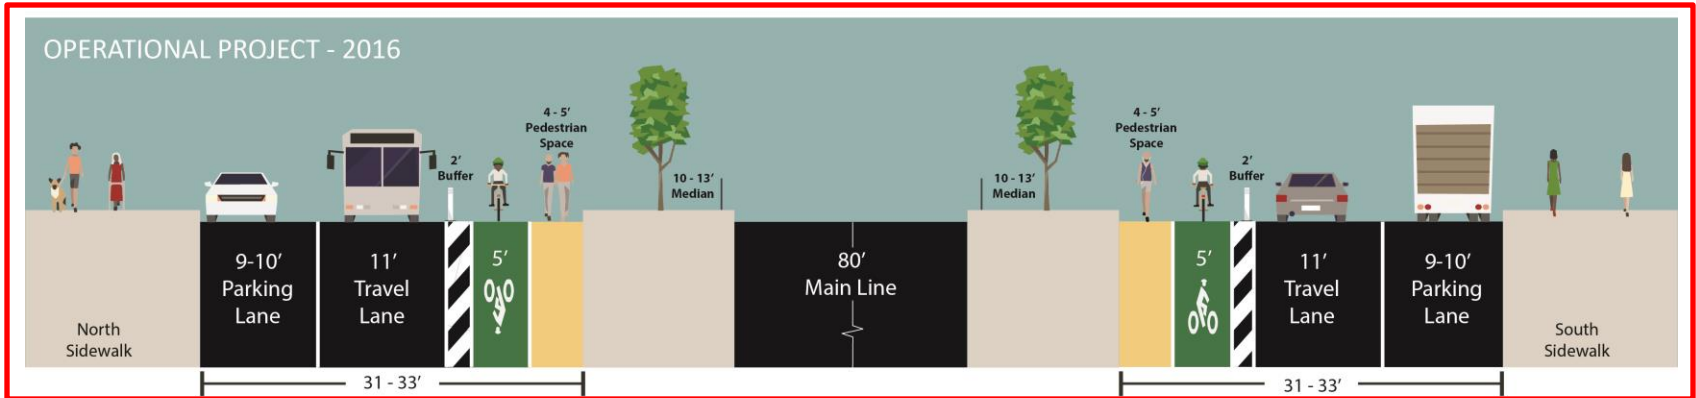 OPERATIONAL PROJECT - 2016
North
Sidewalk
9-10'
Parking
Lane
11'
Travel
Lane
2'
Buffer
5'
4 - 5'
Pedestrian
Space
10 - 13'
Median
80'
Main Line
10 - 13'
Median
4 - 5'
Pedestrian
Space
5'
2'
Buffer
11'
Travel
Lane
9-10'
Parking
Lane
South
Sidewalk
31 - 33'
31 - 33'